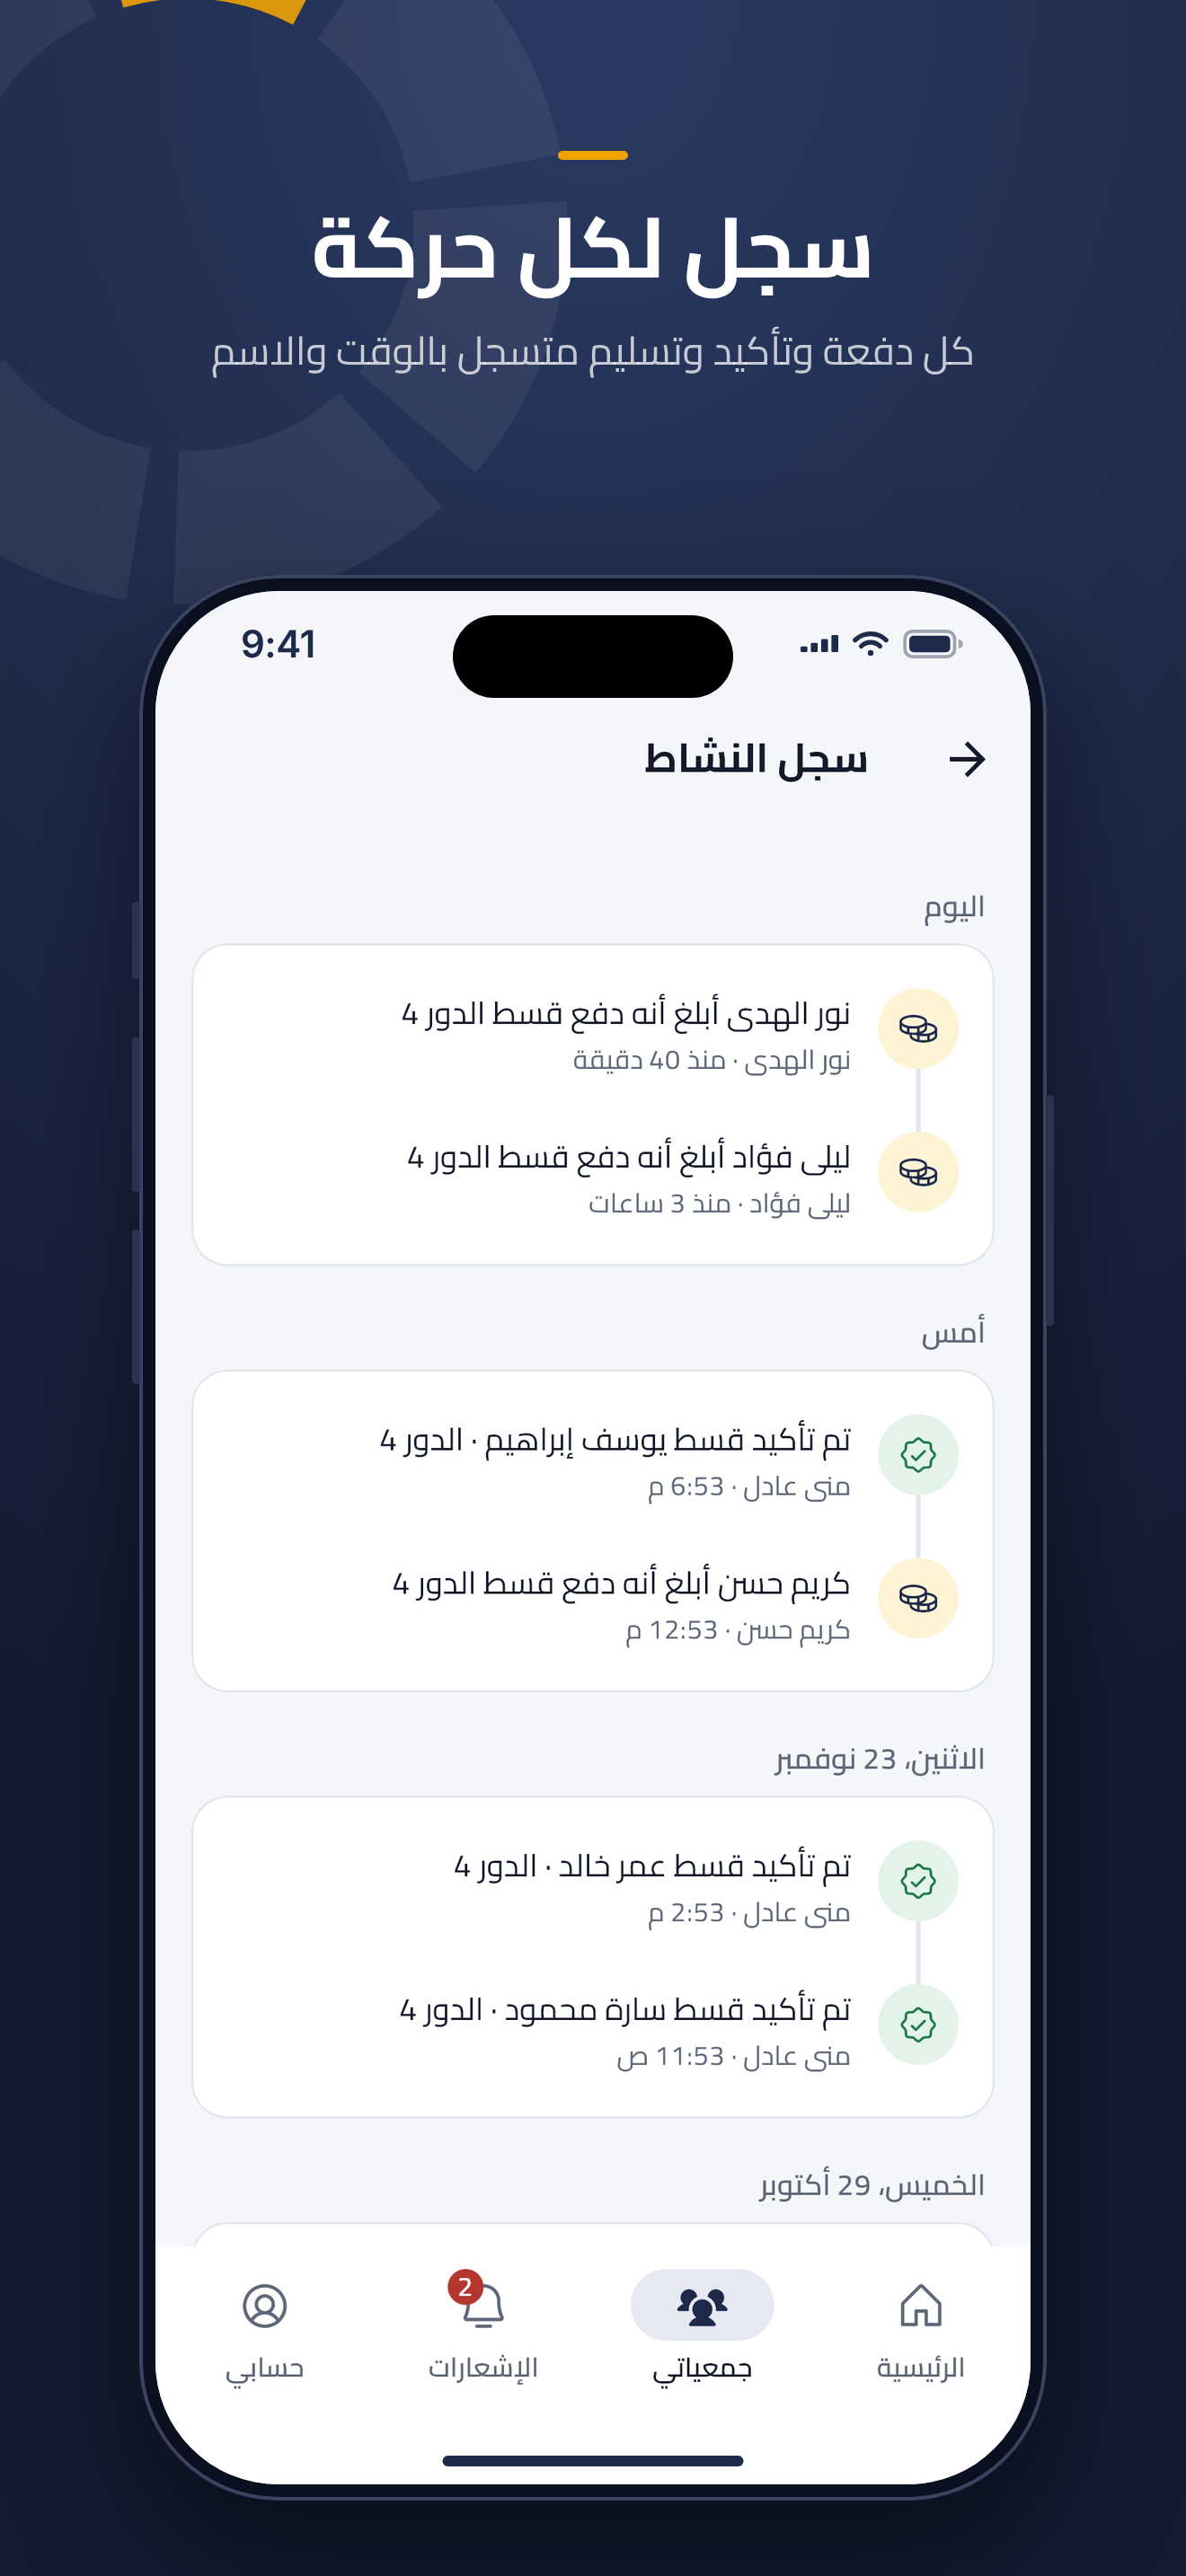 سجل لكل حركة
كل دفعة وتأكيد وتسليم متسجل بالوقت والاسم
9:41
سجل النشاط
اليوم
نور الهدى أبلغ أنه دفع قسط الدور 4
نور الهدى · منذ 40 دقيقة
ليلى فؤاد أبلغ أنه دفع قسط الدور 4
ليلى فؤاد · منذ 3 ساعات
أمس
تم تأكيد قسط يوسف إبراهيم · الدور 4
منى عادل · 6:53 م
كريم حسن أبلغ أنه دفع قسط الدور 4
كريم حسن · 12:53 م
الاثنين، 23 نوفمبر
تم تأكيد قسط عمر خالد · الدور 4
منى عادل · 2:53 م
تم تأكيد قسط سارة محمود · الدور 4
منى عادل · 11:53 ص
الخميس، 29 أكتوبر
2
الرئيسية
جمعياتي
الإشعارات
حسابي